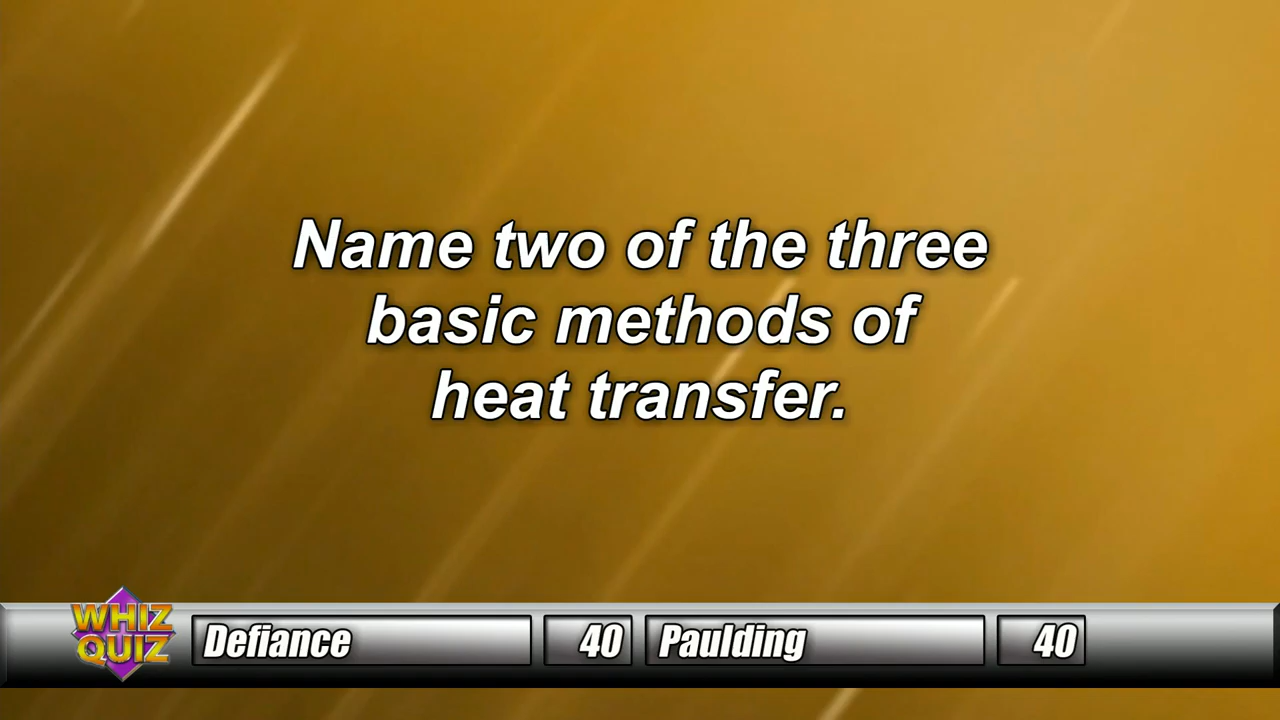 Name two of the three
basic methods of
heat transfer.
WHIZ
QUIZ
Defiance 40 Paulding 40